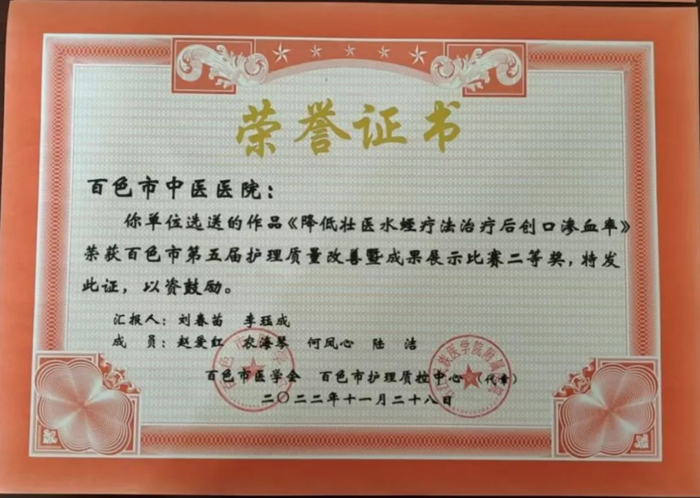 荣誉证书
百色市中医医院：
你单位选送的作品《降低壮医水蛭疗法治疗后创口渗血率》
荣获百色市第五届护理质量改善暨成果展示比赛二等奖，特发
此证，以资鼓励。
汇报人：刘春苗 李珏成
成 员：赵爱红 农海琴 何凤心 陆 洁
百色市医学会 百色市护理质控中心（代章）
二〇二二年十一月二十八日